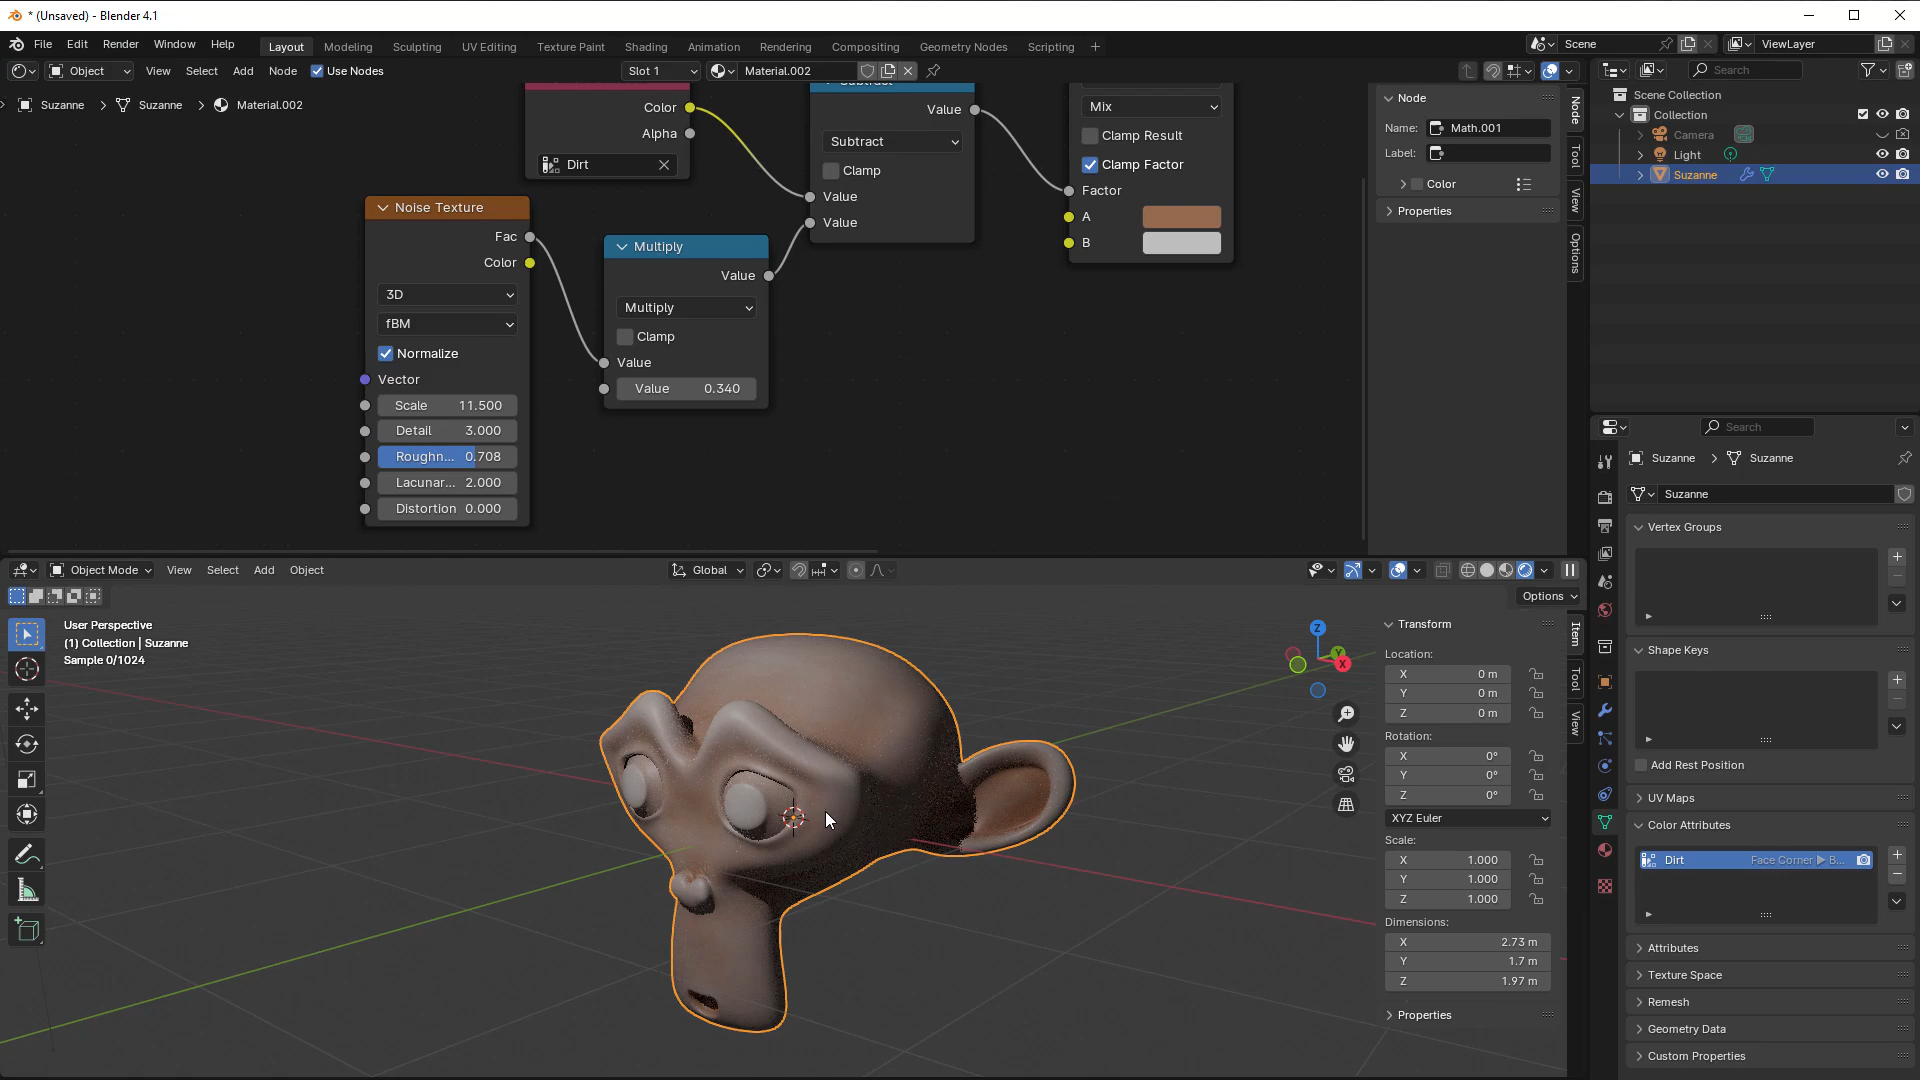 * (Unsaved) - Blender 4.1
File Edit Render Window Help Layout Modeling Sculpting UV Editing Texture Paint Shading Animation Rendering Compositing Geometry Nodes Scripting + Scene ViewLayer
Object View Select Add Node Use Nodes Slot 1 Material.002 Search
Suzanne > Suzanne > Material.002
Color
Alpha
Dirt
Subtract
Value
Subtract
Clamp
Value
Value
Mix
Clamp Result
Clamp Factor
Factor
A
B
Noise Texture
Fac
Color
3D
fBM
Normalize
Vector
Scale 11.500
Detail 3.000
Roughn... 0.708
Lacunar... 2.000
Distortion 0.000
Multiply
Value
Multiply
Clamp
Value
Value 0.340
Node
Name: Math.001
Label:
Color
Properties
Node
Tool
View
Options
Scene Collection
Collection
Camera
Light
Suzanne
Object Mode View Select Add Object Global
Options
User Perspective
(1) Collection | Suzanne
Sample 0/1024
Z
Y
X
Transform
Location:
X 0 m
Y 0 m
Z 0 m
Rotation:
X 0°
Y 0°
Z 0°
XYZ Euler
Scale:
X 1.000
Y 1.000
Z 1.000
Dimensions:
X 2.73 m
Y 1.7 m
Z 1.97 m
Properties
Item
Tool
View
Search
Suzanne > Suzanne
Suzanne
Vertex Groups
Shape Keys
Add Rest Position
UV Maps
Color Attributes
Dirt Face Corner ▶ B...
Attributes
Texture Space
Remesh
Geometry Data
Custom Properties